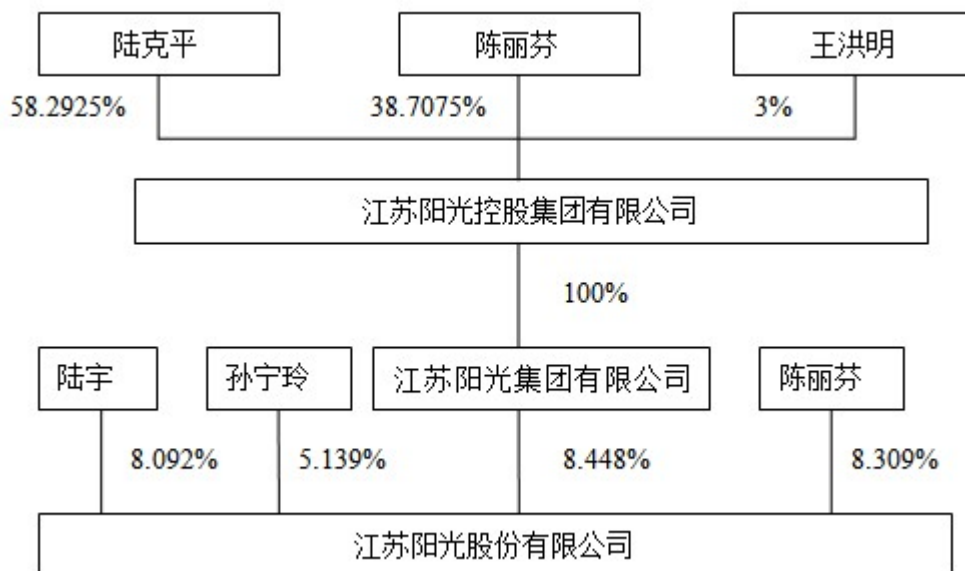 陆克平 陈丽芬 王洪明
58.2925% 38.7075% 3%
江苏阳光控股集团有限公司
100%
陆宇 孙宁玲 江苏阳光集团有限公司 陈丽芬
8.092% 5.139% 8.448% 8.309%
江苏阳光股份有限公司